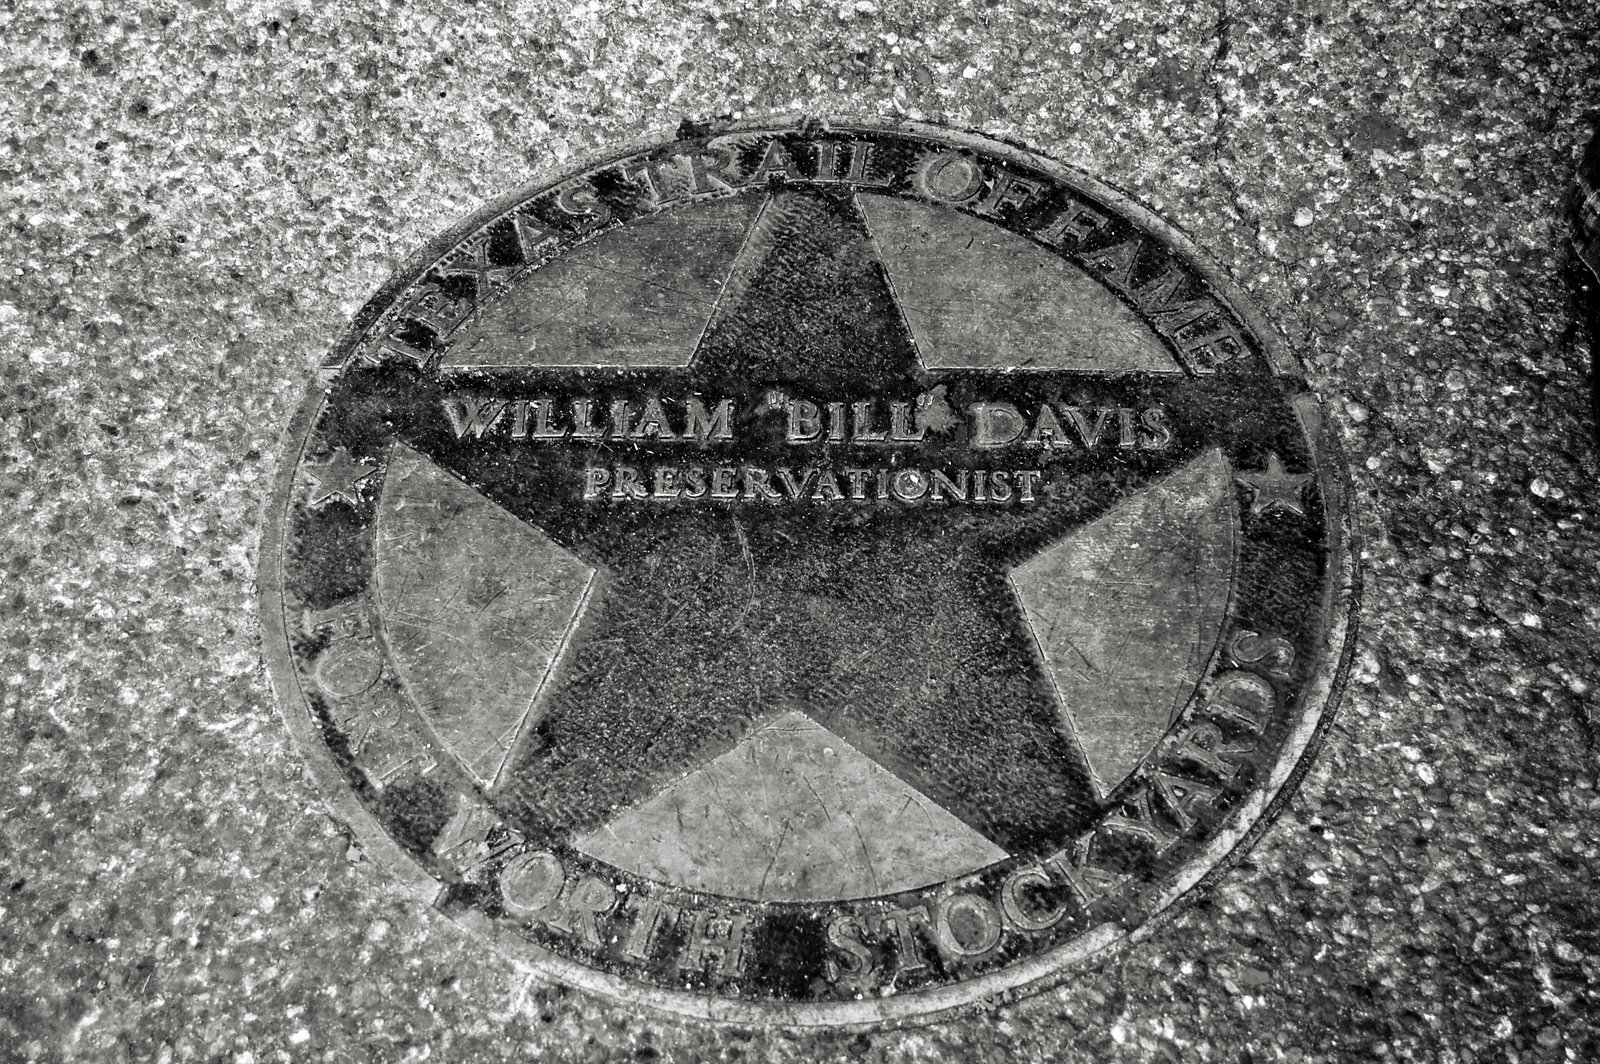 TEXAS TRAIL OF FAME
WILLIAM "BILL" DAVIS
PRESERVATIONIST
FORT WORTH STOCKYARDS